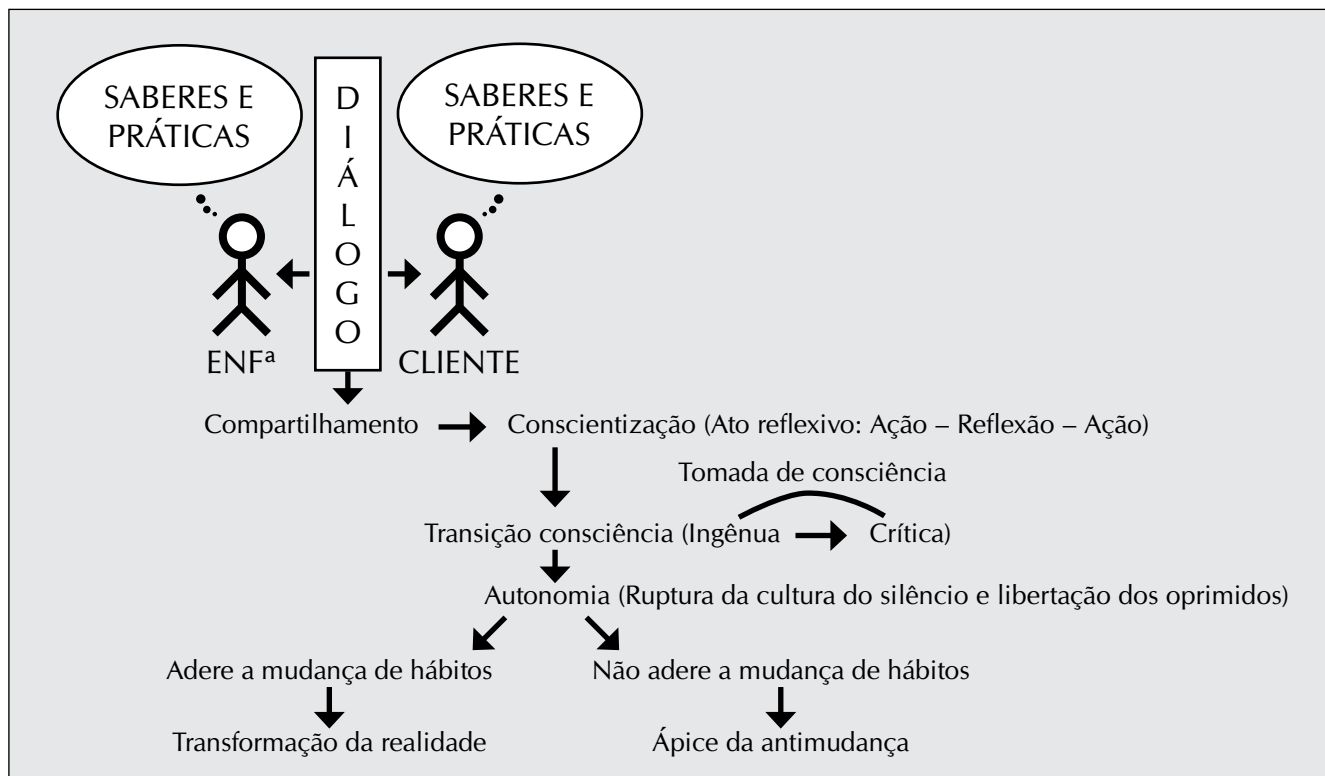 SABERES E
PRÁTICAS
DIÁLOGO
SABERES E
PRÁTICAS
ENFª
CLIENTE
Compartilhamento
Conscientização (Ato reflexivo: Ação – Reflexão – Ação)
Tomada de consciência
Transição consciência (Ingênua
Crítica)
Autonomia (Ruptura da cultura do silêncio e libertação dos oprimidos)
Adere a mudança de hábitos
Não adere a mudança de hábitos
Transformação da realidade
Ápice da antimudança